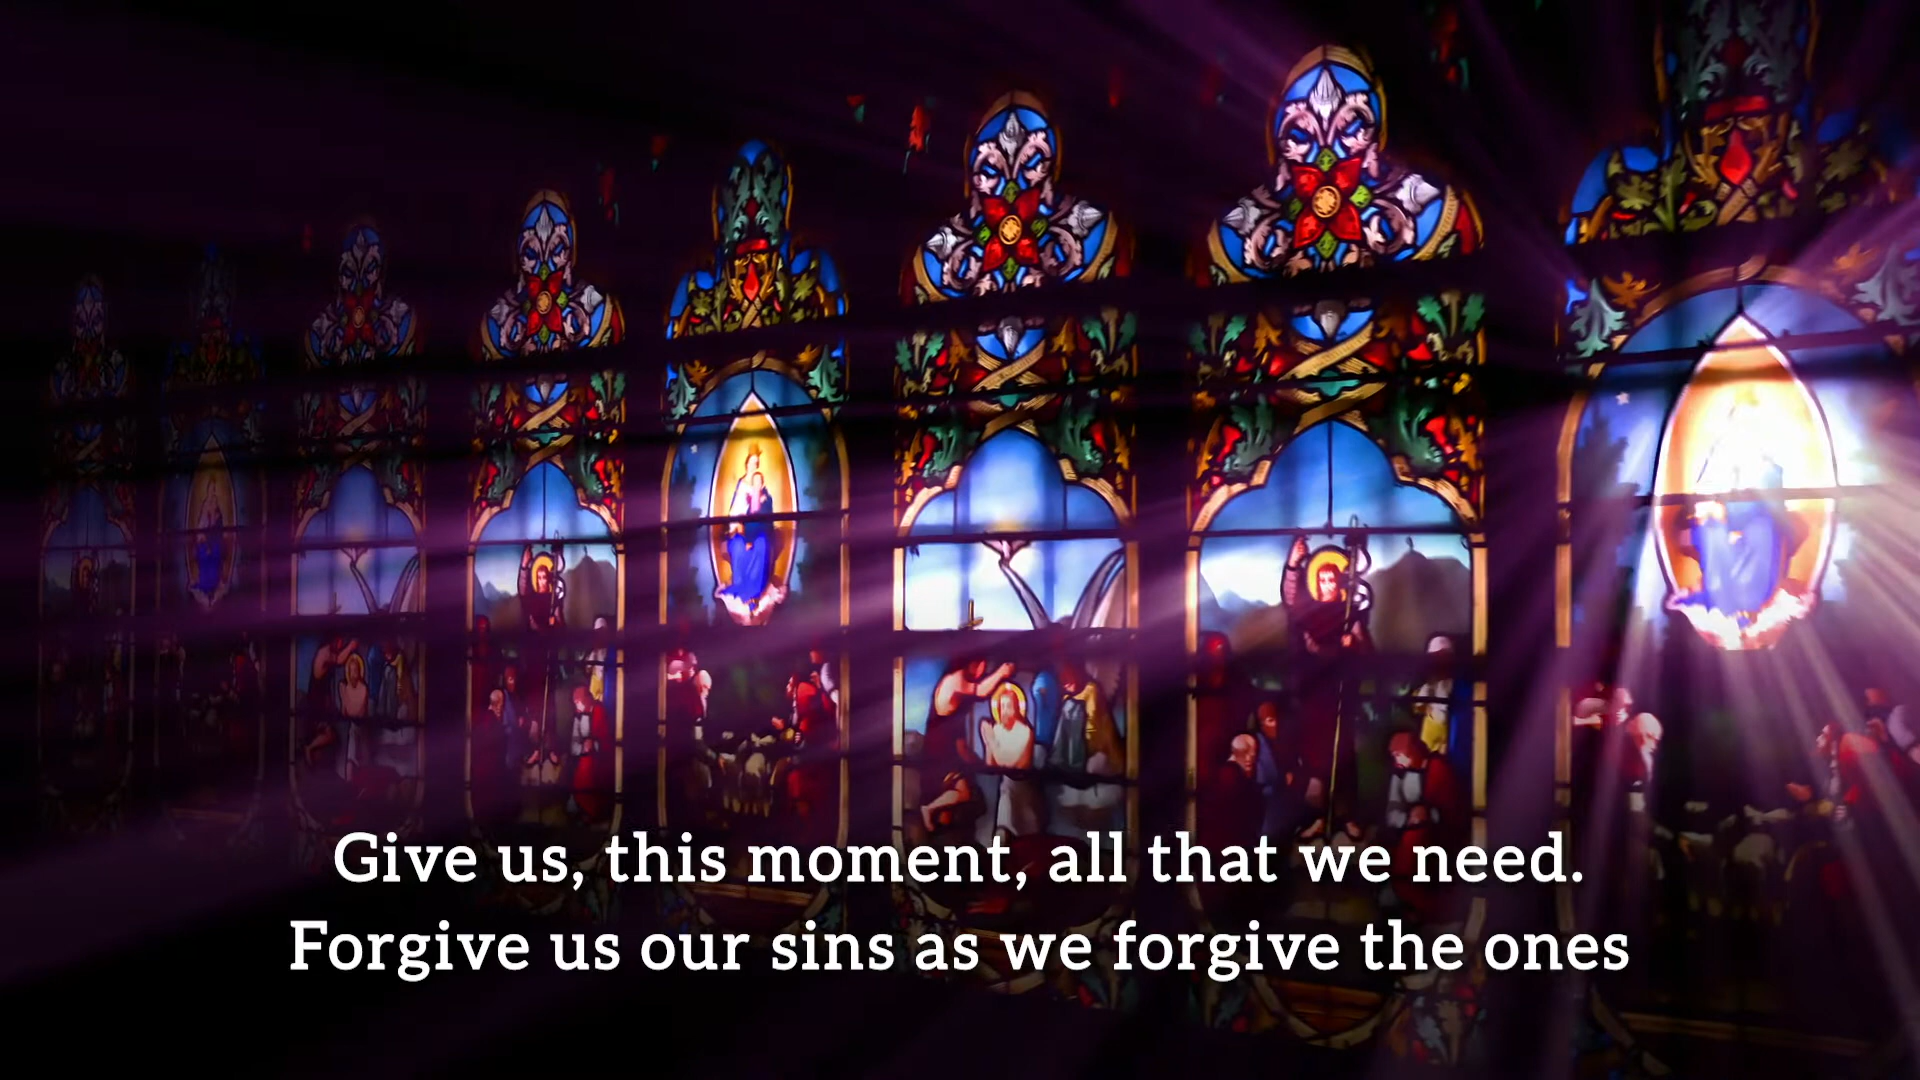 Give us, this moment, all that we need.
Forgive us our sins as we forgive the ones